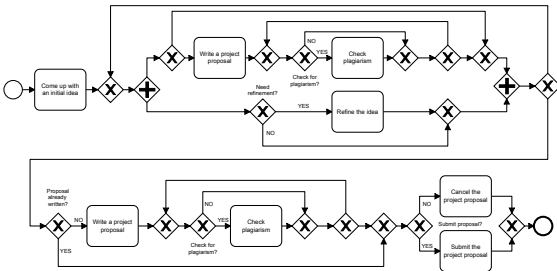 NO
Write a project
proposal
YES
Check
plagiarism
Come up with
an initial idea
Need
refinement?
Check for
plagiarism?
YES
Refine the idea
NO
Proposal
already
written?
NO
Write a project
proposal
NO
YES
Check
plagiarism
Check for
plagiarism?
YES
Cancel the
project proposal
NO
Submit proposal?
YES
Submit the
project proposal